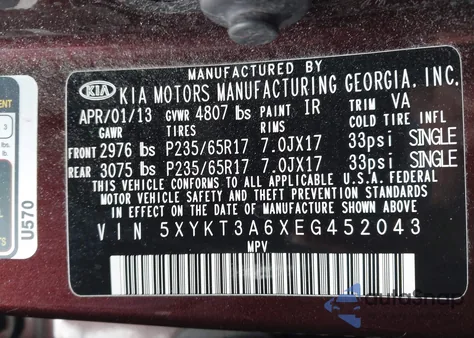 MANUFACTURED BY
KIA KIA MOTORS MANUFACTURING GEORGIA, INC.
APR/01/13 GVWR 4807 lbs PAINT IR TRIM VA
GAWR TIRES RIMS COLD TIRE INFL
FRONT 2976 lbs P235/65R17 7.0JX17 33psi SINGLE
REAR 3075 lbs P235/65R17 7.0JX17 33psi SINGLE
THIS VEHICLE CONFORMS TO ALL APPLICABLE U.S.A. FEDERAL
MOTOR VEHICLE SAFETY AND THEFT PREVENTION STANDARDS
IN EFFECT ON THE DATE OF MANUFACTURE SHOWN ABOVE.
VIN 5XYKT3A6XEG452043
MPV
U570
autosnap